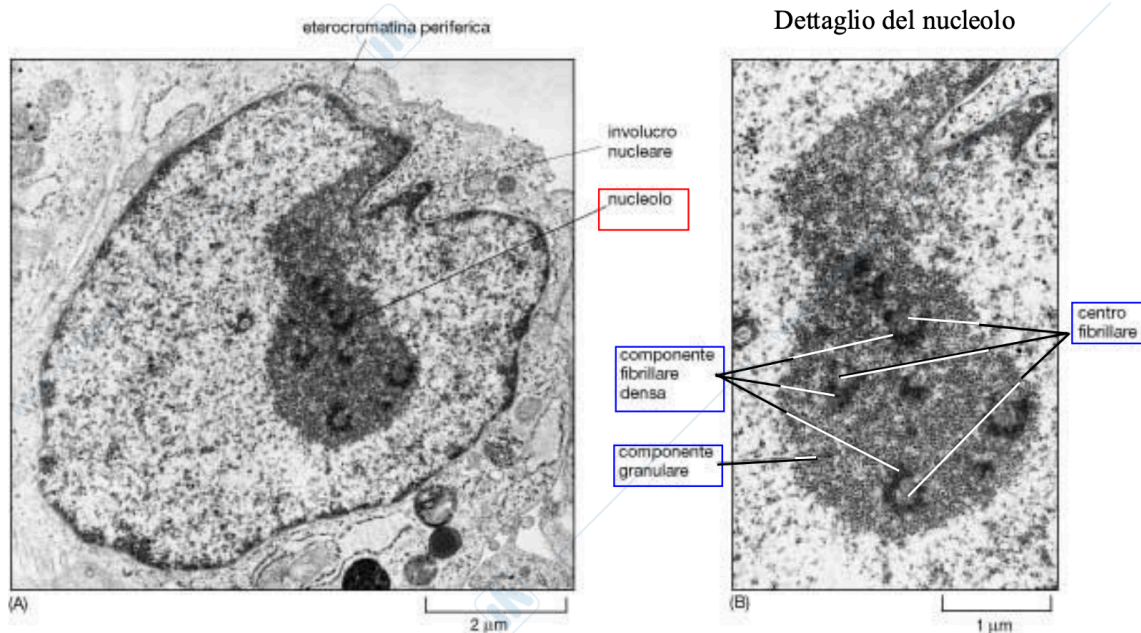 Dettaglio del nucleolo
eterocromatina periferica
involucro
nucleare
nucleolo
centro
fibrillare
componente
fibrillare
densa
componente
granulare
(A)
2 µm
(B)
1 µm